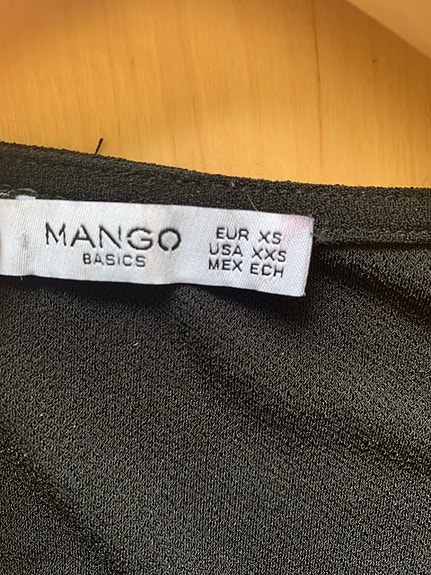 MANGO
BASICS
EUR XS
USA XXS
MEX ECH